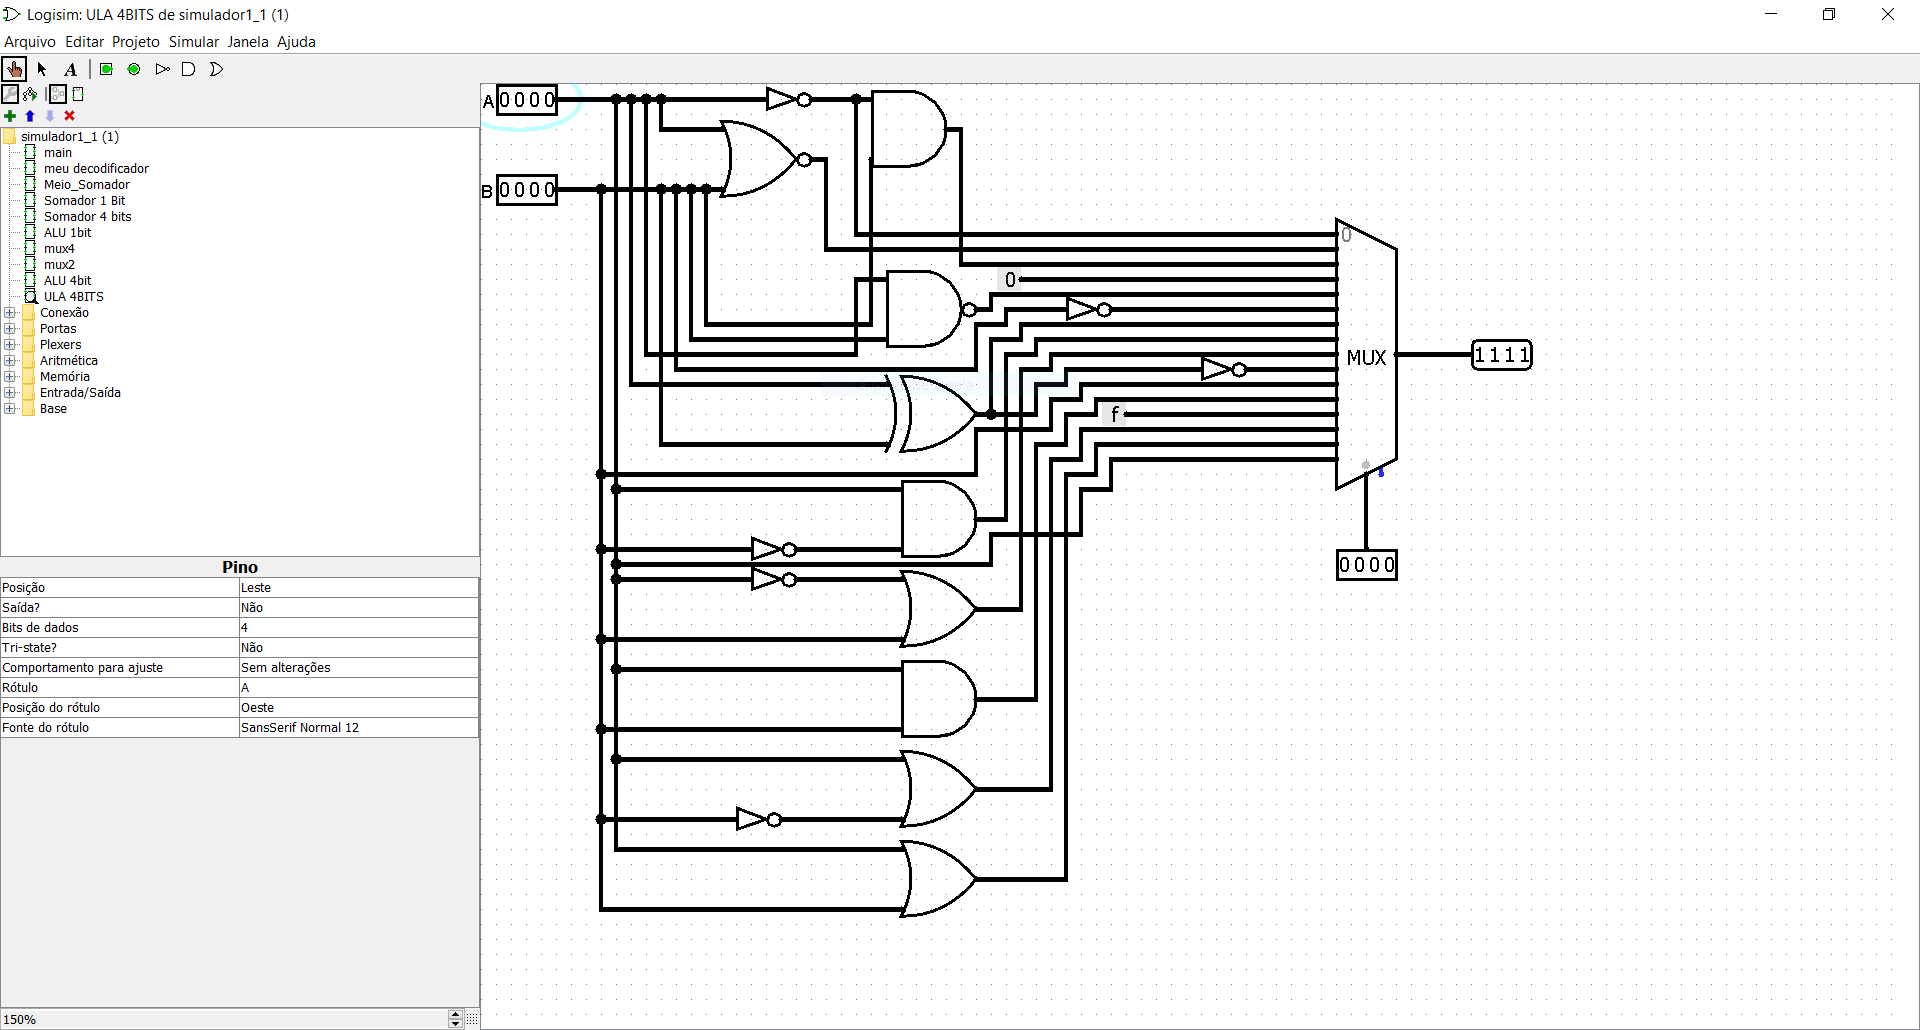 Logisim: ULA 4BITS de simulador1_1 (1)
Arquivo Editar Projeto Simular Janela Ajuda
A
simulador1_1 (1)
main
meu decodificador
Meio_Somador
Somador 1 Bit
Somador 4 bits
ALU 1bit
mux4
mux2
ALU 4bit
ULA 4BITS
Conexão
Portas
Plexers
Aritmética
Memória
Entrada/Saída
Base
Pino
Posição Leste
Saída? Não
Bits de dados 4
Tri-state? Não
Comportamento para ajuste Sem alterações
Rótulo A
Posição do rótulo Oeste
Fonte do rótulo SansSerif Normal 12
150%
A 0000
B 0000
0
0
f
MUX
1111
0000